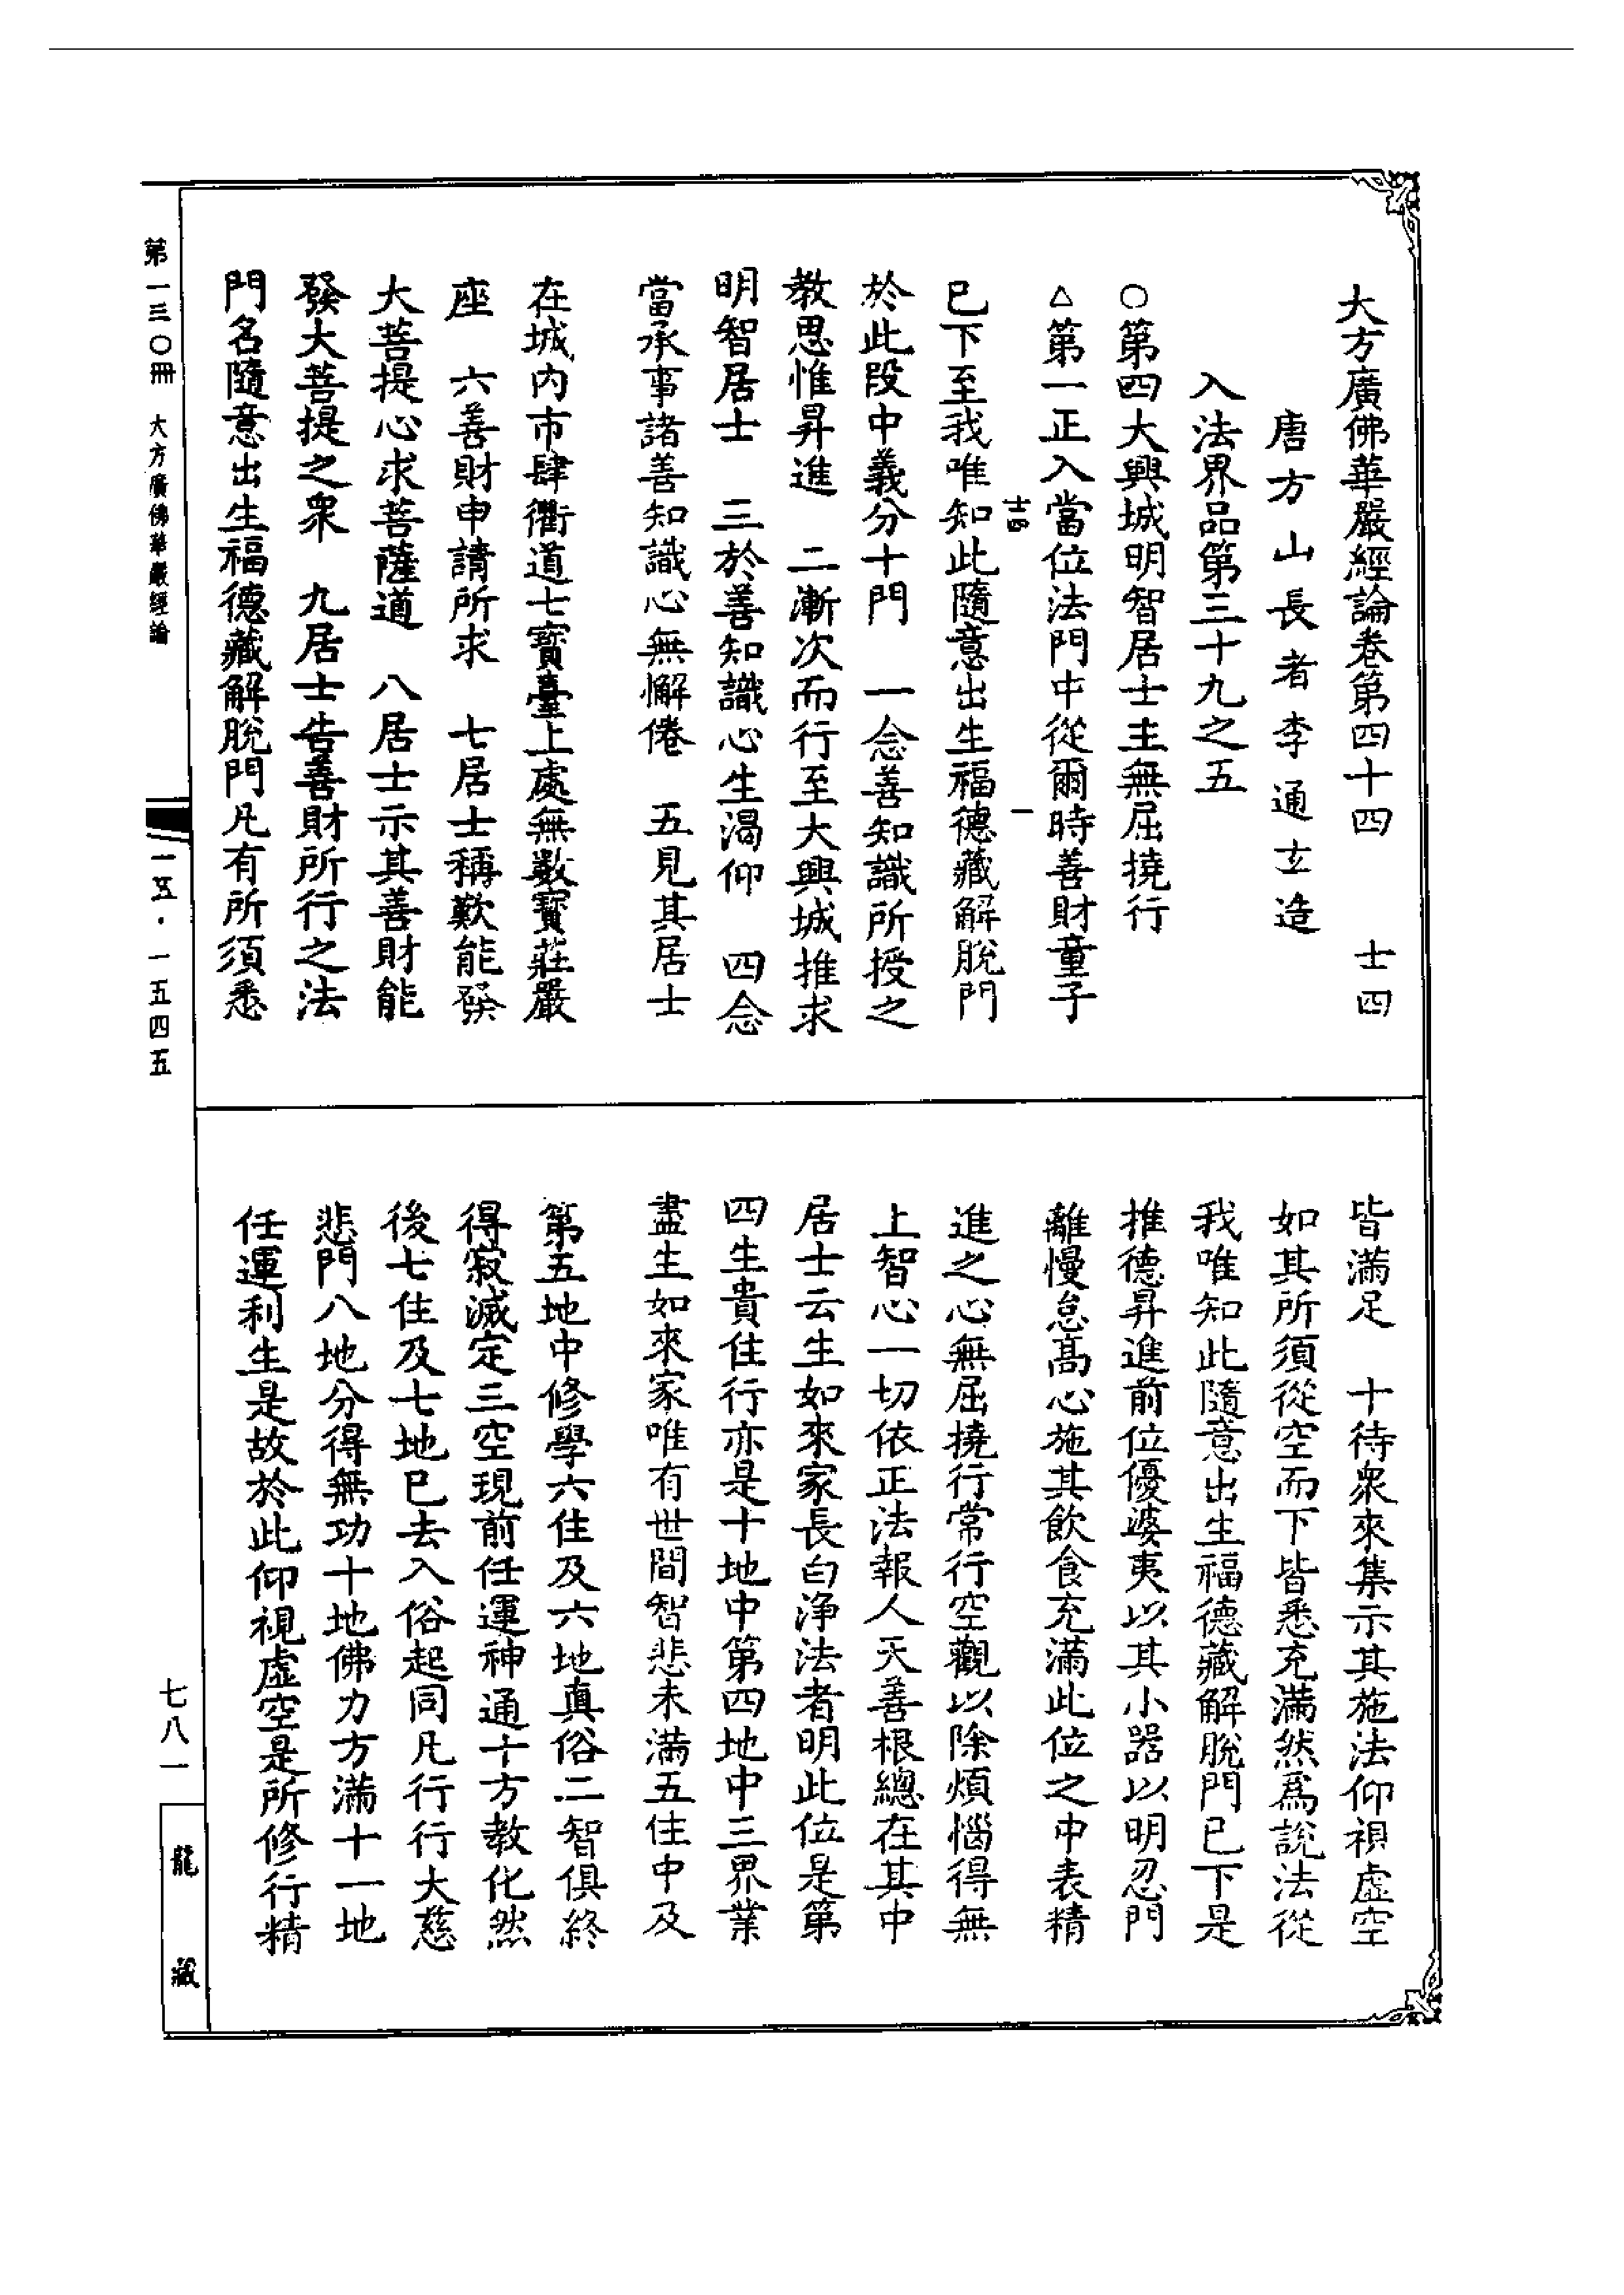 大方廣佛華嚴經論卷第四十四　士四
唐方山長者李通玄造
入法界品第三十九之五
○第四大興城明智居士主無屈撓行
△第一正入當位法門中從爾時善財童子
士四　一
已下至我唯知此隨意出生福德藏解脫門
於此段中義分十門　一念善知識所授之
教思惟昇進　二漸次而行至大興城推求
明智居士　三於善知識心生渴仰　四念
當承事諸善知識心無懈倦　五見其居士
在城內市肆衢道七寶臺上處無數寶莊嚴
座　六善財申請所求　七居士稱歎能發
大菩提心求菩薩道　八居士示其善財能
發大菩提之衆　九居士告善財所行之法
門名隨意出生福德藏解脫門凡有所須悉
皆滿足　十待衆來集示其施法仰視虛空
如其所須從空而下皆悉充滿然爲說法從
我唯知此隨意出生福德藏解脫門已下是
推德昇進前位優婆夷以其小器以明忍門
離慢怠髙心施其飲食充滿此位之中表精
進之心無屈撓行常行空觀以除煩惱得無
上智心一切依正法報人天善根總在其中
居士云生如來家長白淨法者明此位是第
四生貴住行亦是十地中第四地中三界業
盡生如來家唯有世間智悲未滿五住中及
第五地中修學六住及六地真俗二智俱終
得寂滅定三空現前任運神通十方教化然
後七住及七地已去入俗起同凡行行大慈
悲門八地分得無功十地佛力方滿十一地
任運利生是故於此仰視虛空是所修行精
第一三〇冊　大方廣佛華嚴經論
一五·一五四五
七八一
龍藏